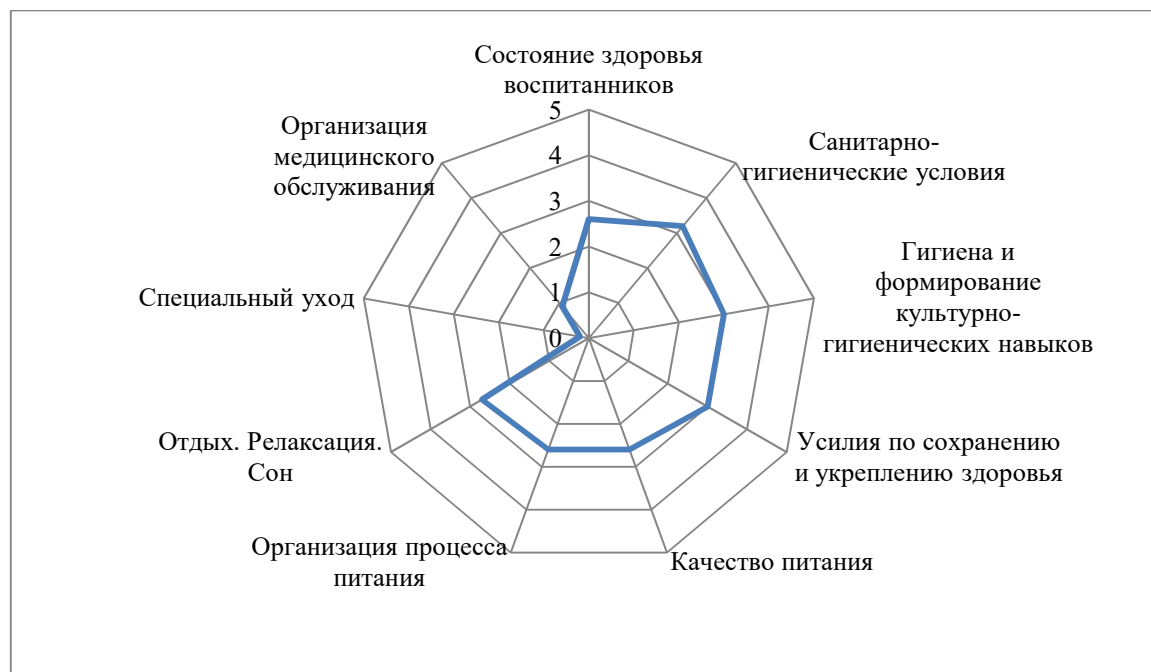 Состояние здоровья
воспитанников
5
4
3
2
1
0
Санитарно-
гигиенические условия
Гигиена и
формирование
культурно-
гигиенических навыков
Усилия по сохранению
и укреплению здоровья
Качество питания
Организация процесса
питания
Отдых. Релаксация.
Сон
Специальный уход
Организация
медицинского
обслуживания